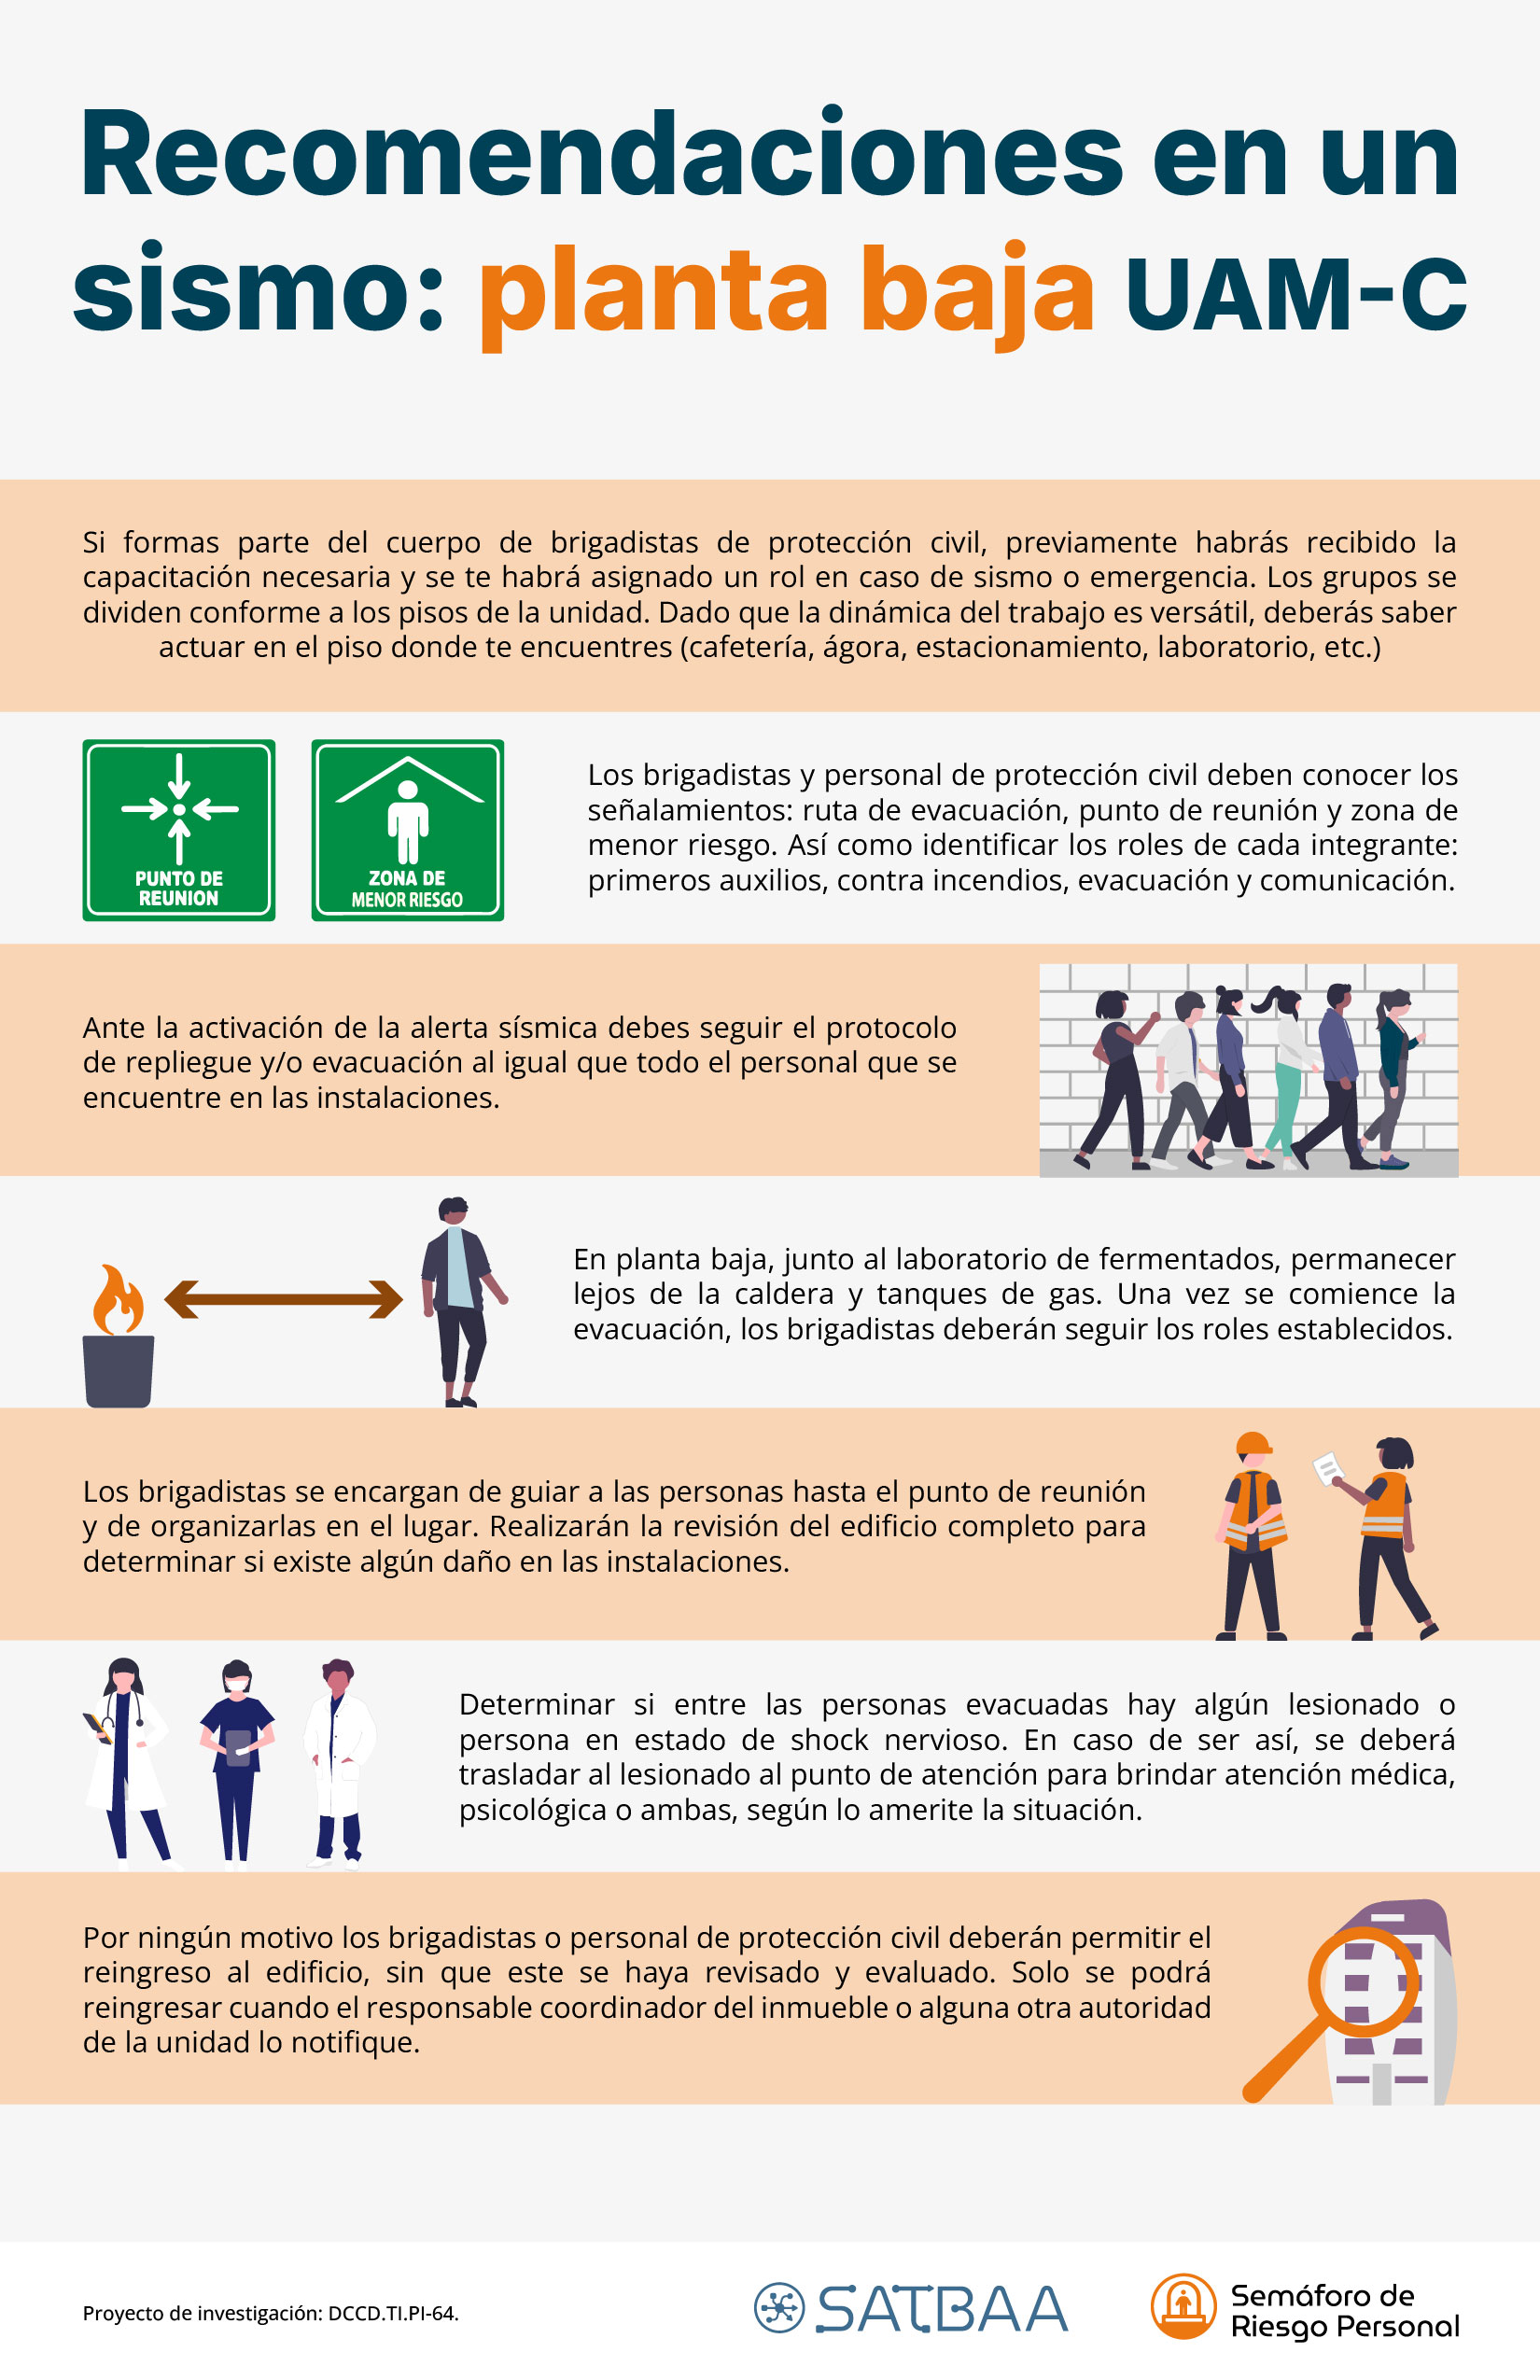 Recomendaciones en un
sismo: planta baja UAM-C
Si formas parte del cuerpo de brigadistas de protección civil, previamente habrás recibido la
capacitación necesaria y se te habrá asignado un rol en caso de sismo o emergencia. Los grupos se
dividen conforme a los pisos de la unidad. Dado que la dinámica del trabajo es versátil, deberás saber
actuar en el piso donde te encuentres (cafetería, ágora, estacionamiento, laboratorio, etc.)
PUNTO DE
REUNION
ZONA DE
MENOR RIESGO
Los brigadistas y personal de protección civil deben conocer los
señalamientos: ruta de evacuación, punto de reunión y zona de
menor riesgo. Así como identificar los roles de cada integrante:
primeros auxilios, contra incendios, evacuación y comunicación.
Ante la activación de la alerta sísmica debes seguir el protocolo
de repliegue y/o evacuación al igual que todo el personal que se
encuentre en las instalaciones.
En planta baja, junto al laboratorio de fermentados, permanecer
lejos de la caldera y tanques de gas. Una vez se comience la
evacuación, los brigadistas deberán seguir los roles establecidos.
Los brigadistas se encargan de guiar a las personas hasta el punto de reunión
y de organizarlas en el lugar. Realizarán la revisión del edificio completo para
determinar si existe algún daño en las instalaciones.
Determinar si entre las personas evacuadas hay algún lesionado o
persona en estado de shock nervioso. En caso de ser así, se deberá
trasladar al lesionado al punto de atención para brindar atención médica,
psicológica o ambas, según lo amerite la situación.
Por ningún motivo los brigadistas o personal de protección civil deberán permitir el
reingreso al edificio, sin que este se haya revisado y evaluado. Solo se podrá
reingresar cuando el responsable coordinador del inmueble o alguna otra autoridad
de la unidad lo notifique.
Proyecto de investigación: DCCD.TI.PI-64.
SATBAA
Semáforo de
Riesgo Personal